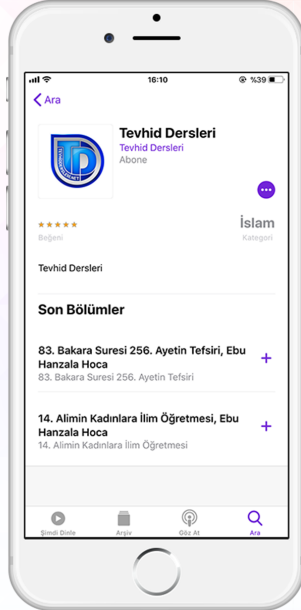 16:10
%39
Ara
TD
Tevhid Dersleri
Tevhid Dersleri
Abone
★★★★★
İslam
Beğeni
Kategori
Tevhid Dersleri
Son Bölümler
83. Bakara Suresi 256. Ayetin Tefsiri, Ebu
Hanzala Hoca
83. Bakara Suresi 256. Ayetin Tefsiri
14. Alimin Kadınlara İlim Öğretmesi, Ebu
Hanzala Hoca
14. Alimin Kadınlara İlim Öğretmesi
Şimdi Dinle
Arşiv
Göz At
Ara